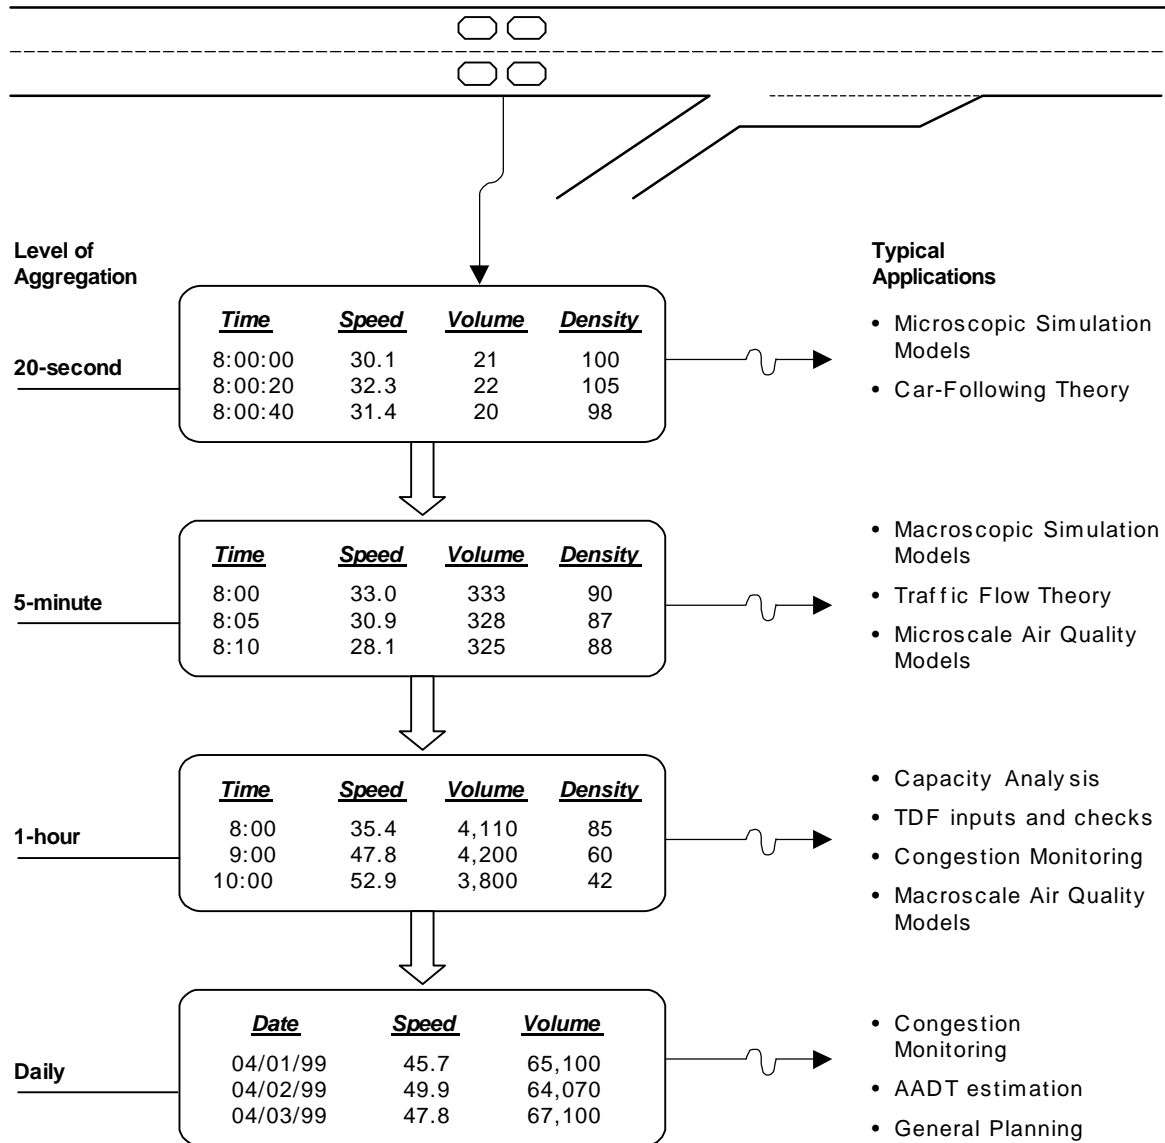 Level of
Aggregation
Typical
Applications
20-second
Time Speed Volume Density
8:00:00 30.1 21 100
8:00:20 32.3 22 105
8:00:40 31.4 20 98
• Microscopic Simulation
Models
• Car-Following Theory
5-minute
Time Speed Volume Density
8:00 33.0 333 90
8:05 30.9 328 87
8:10 28.1 325 88
• Macroscopic Simulation
Models
• Traffic Flow Theory
• Microscale Air Quality
Models
1-hour
Time Speed Volume Density
8:00 35.4 4,110 85
9:00 47.8 4,200 60
10:00 52.9 3,800 42
• Capacity Analysis
• TDF inputs and checks
• Congestion Monitoring
• Macroscale Air Quality
Models
Daily
Date Speed Volume
04/01/99 45.7 65,100
04/02/99 49.9 64,070
04/03/99 47.8 67,100
• Congestion
Monitoring
• AADT estimation
• General Planning